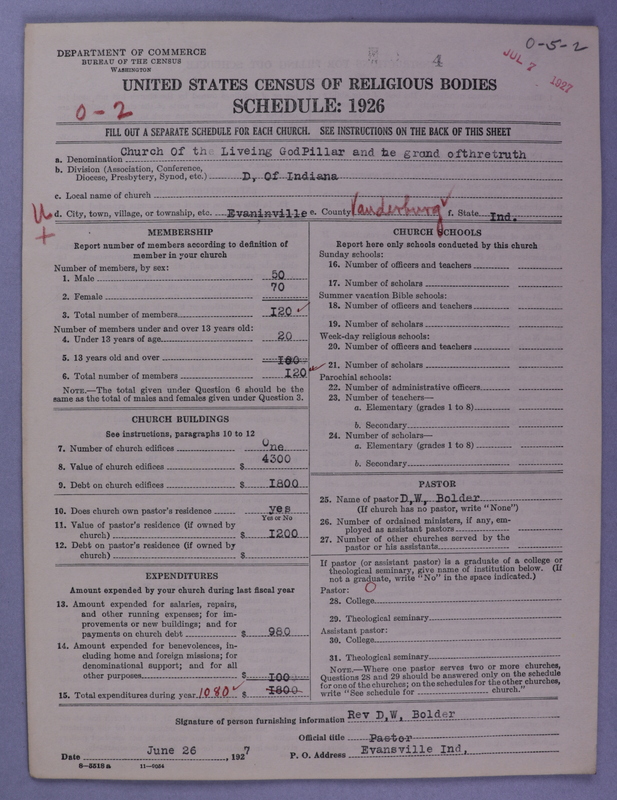 0-5-2
DEPARTMENT OF COMMERCE
BUREAU OF THE CENSUS
WASHINGTON
4
JUL 7 1927
UNITED STATES CENSUS OF RELIGIOUS BODIES
0-2
SCHEDULE: 1926
FILL OUT A SEPARATE SCHEDULE FOR EACH CHURCH. SEE INSTRUCTIONS ON THE BACK OF THIS SHEET
a. Denomination Church Of the Liveing GodPillar and he grand ofthretruth
b. Division (Association, Conference,
Diocese, Presbytery, Synod, etc.) D, Of Indiana
c. Local name of church
d. City, town, village, or township, etc. Evaninville e. County Vanderburg f. State Ind.
MEMBERSHIP
Report number of members according to definition of
member in your church
Number of members, by sex:
1. Male 50
2. Female 70
3. Total number of members I20
Number of members under and over 13 years old:
4. Under 13 years of age 20
5. 13 years old and over I00
6. Total number of members I20
NOTE.—The total given under Question 6 should be the
same as the total of males and females given under Question 3.
CHURCH BUILDINGS
See instructions, paragraphs 10 to 12
7. Number of church edifices One
8. Value of church edifices $ 4300
9. Debt on church edifices $ I800
10. Does church own pastor's residence yes
Yes or No
11. Value of pastor's residence (if owned by
church) $ I200
12. Debt on pastor's residence (if owned by
church) $
EXPENDITURES
Amount expended by your church during last fiscal year
13. Amount expended for salaries, repairs,
and other running expenses; for im-
provements or new buildings; and for
payments on church debt $ 980
14. Amount expended for benevolences, in-
cluding home and foreign missions; for
denominational support; and for all
other purposes $ I00
15. Total expenditures during year 1080 $ I800
CHURCH SCHOOLS
Report here only schools conducted by this church
Sunday schools:
16. Number of officers and teachers
17. Number of scholars
Summer vacation Bible schools:
18. Number of officers and teachers
19. Number of scholars
Week-day religious schools:
20. Number of officers and teachers
21. Number of scholars
Parochial schools:
22. Number of administrative officers
23. Number of teachers—
a. Elementary (grades 1 to 8)
b. Secondary
24. Number of scholars—
a. Elementary (grades 1 to 8)
b. Secondary
PASTOR
25. Name of pastor D,W, Bolder
(If church has no pastor, write "None")
26. Number of ordained ministers, if any, em-
ployed as assistant pastors
27. Number of other churches served by the
pastor or his assistants
If pastor (or assistant pastor) is a graduate of a college or
theological seminary, give name of institution below. (If
not a graduate, write "No" in the space indicated.)
Pastor: O
28. College
29. Theological seminary
Assistant pastor:
30. College
31. Theological seminary
NOTE.—Where one pastor serves two or more churches,
Questions 28 and 29 should be answered only on the schedule
for one of the churches; on the schedules for the other churches,
write "See schedule for church."
Signature of person furnishing information Rev D,W, Bolder
Official title Pastor
Date June 26, 1927 P. O. Address Evansville Ind,
8—5518a 11—9054